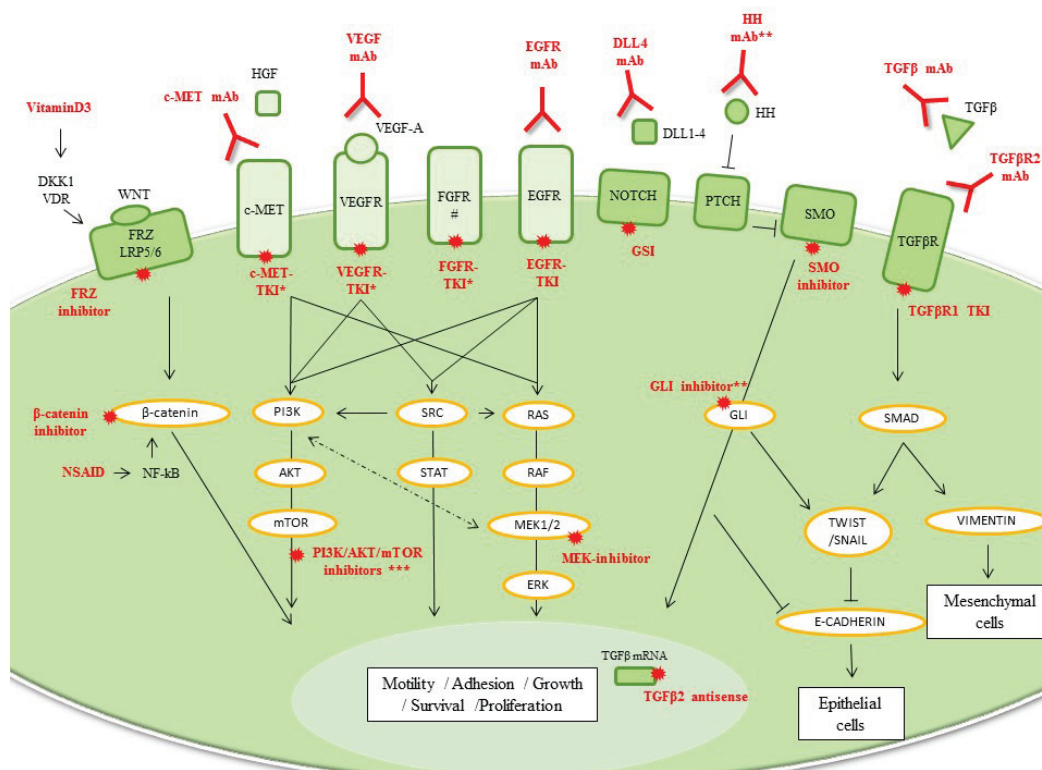 HH
mAb**
VEGF
mAb
EGFR
mAb
DLL4
mAb
TGFβ mAb
HGF
c-MET mAb
VitaminD3
TGFβ
HH
VEGF-A
DLL1-4
TGFβR2
mAb
DKK1
VDR
WNT
FRZ
LRP5/6
c-MET
VEGFR
FGFR
#
EGFR
NOTCH
PTCH
SMO
TGFβR
FRZ
inhibitor
c-MET-
TKI*
VEGFR-
TKI*
FGFR-
TKI*
EGFR-
TKI
GSI
SMO
inhibitor
TGFβR1 TKI
GLI inhibitor**
β-catenin
inhibitor
β-catenin
PI3K
SRC
RAS
GLI
SMAD
NSAID
NF-kB
AKT
STAT
RAF
mTOR
MEK1/2
TWIST
/SNAIL
VIMENTIN
PI3K/AKT/mTOR
inhibitors ***
MEK-inhibitor
ERK
E-CADHERIN
Mesenchymal
cells
TGFβ mRNA
TGFβ2 antisense
Motility / Adhesion / Growth
/ Survival /Proliferation
Epithelial
cells